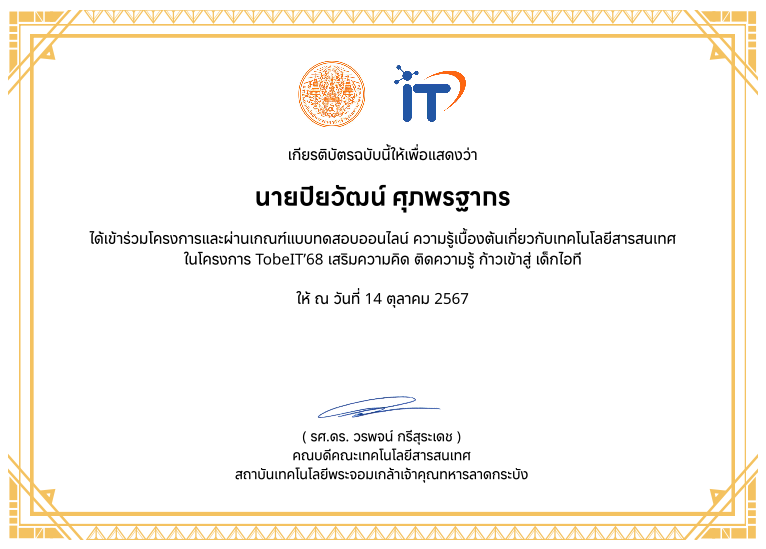 IT
เกียรติบัตรฉบับนี้ให้เพื่อแสดงว่า
นายปิยวัฒน์ ศุภพรฐากร
ได้เข้าร่วมโครงการและผ่านเกณฑ์แบบทดสอบออนไลน์ ความรู้เบื้องต้นเกี่ยวกับเทคโนโลยีสารสนเทศ
ในโครงการ TobeIT’68 เสริมความคิด ติดความรู้ ก้าวเข้าสู่ เด็กไอที
ให้ ณ วันที่ 14 ตุลาคม 2567
( รศ.ดร. วรพจน์ กรีสุระเดช )
คณบดีคณะเทคโนโลยีสารสนเทศ
สถาบันเทคโนโลยีพระจอมเกล้าเจ้าคุณทหารลาดกระบัง